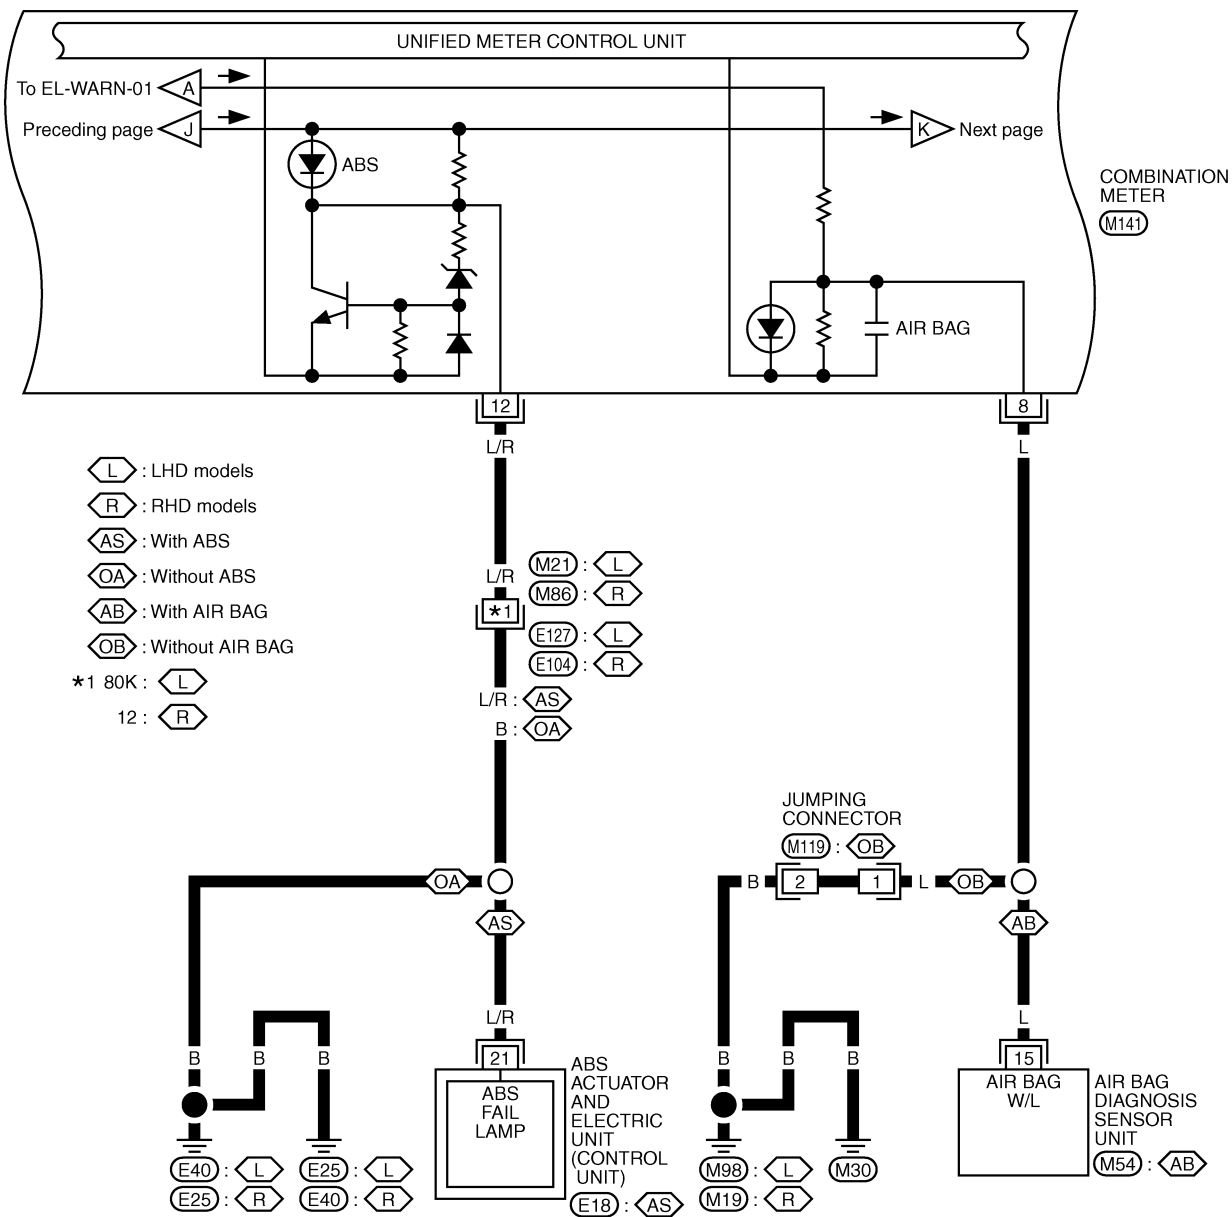 UNIFIED METER CONTROL UNIT
To EL-WARN-01 A
Preceding page J
K Next page
ABS
COMBINATION
METER
M141
AIR BAG
12
8
L/R
L
L : LHD models
R : RHD models
AS : With ABS
OA : Without ABS
AB : With AIR BAG
OB : Without AIR BAG
*1 80K : L
12 : R
L/R
*1
M21 : L
M86 : R
E127 : L
E104 : R
L/R : AS
B : OA
JUMPING
CONNECTOR
M119 : OB
OA
B 2 1 L OB
AS
AB
L/R
L
B B B
21
ABS
FAIL
LAMP
ABS
ACTUATOR
AND
ELECTRIC
UNIT
(CONTROL
UNIT)
E18 : AS
B B B
15
AIR BAG
W/L
AIR BAG
DIAGNOSIS
SENSOR
UNIT
M54 : AB
E40 : L E25 : L
E25 : R E40 : R
M98 : L M30
M19 : R